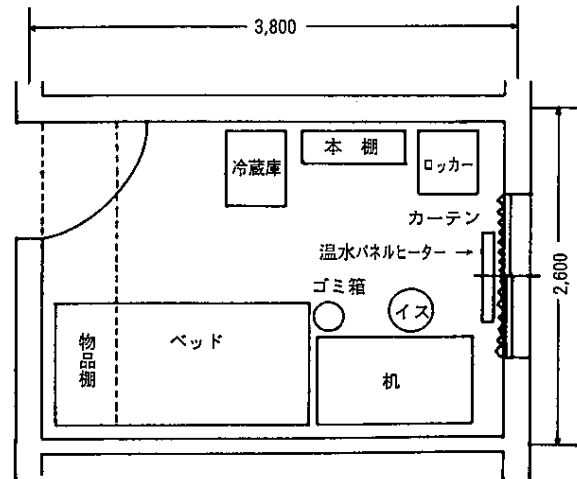 3,800
冷蔵庫
本 棚
ロッカー
カーテン
温水パネルヒーター →
2,600
ゴミ箱
イス
物品棚
ベッド
机